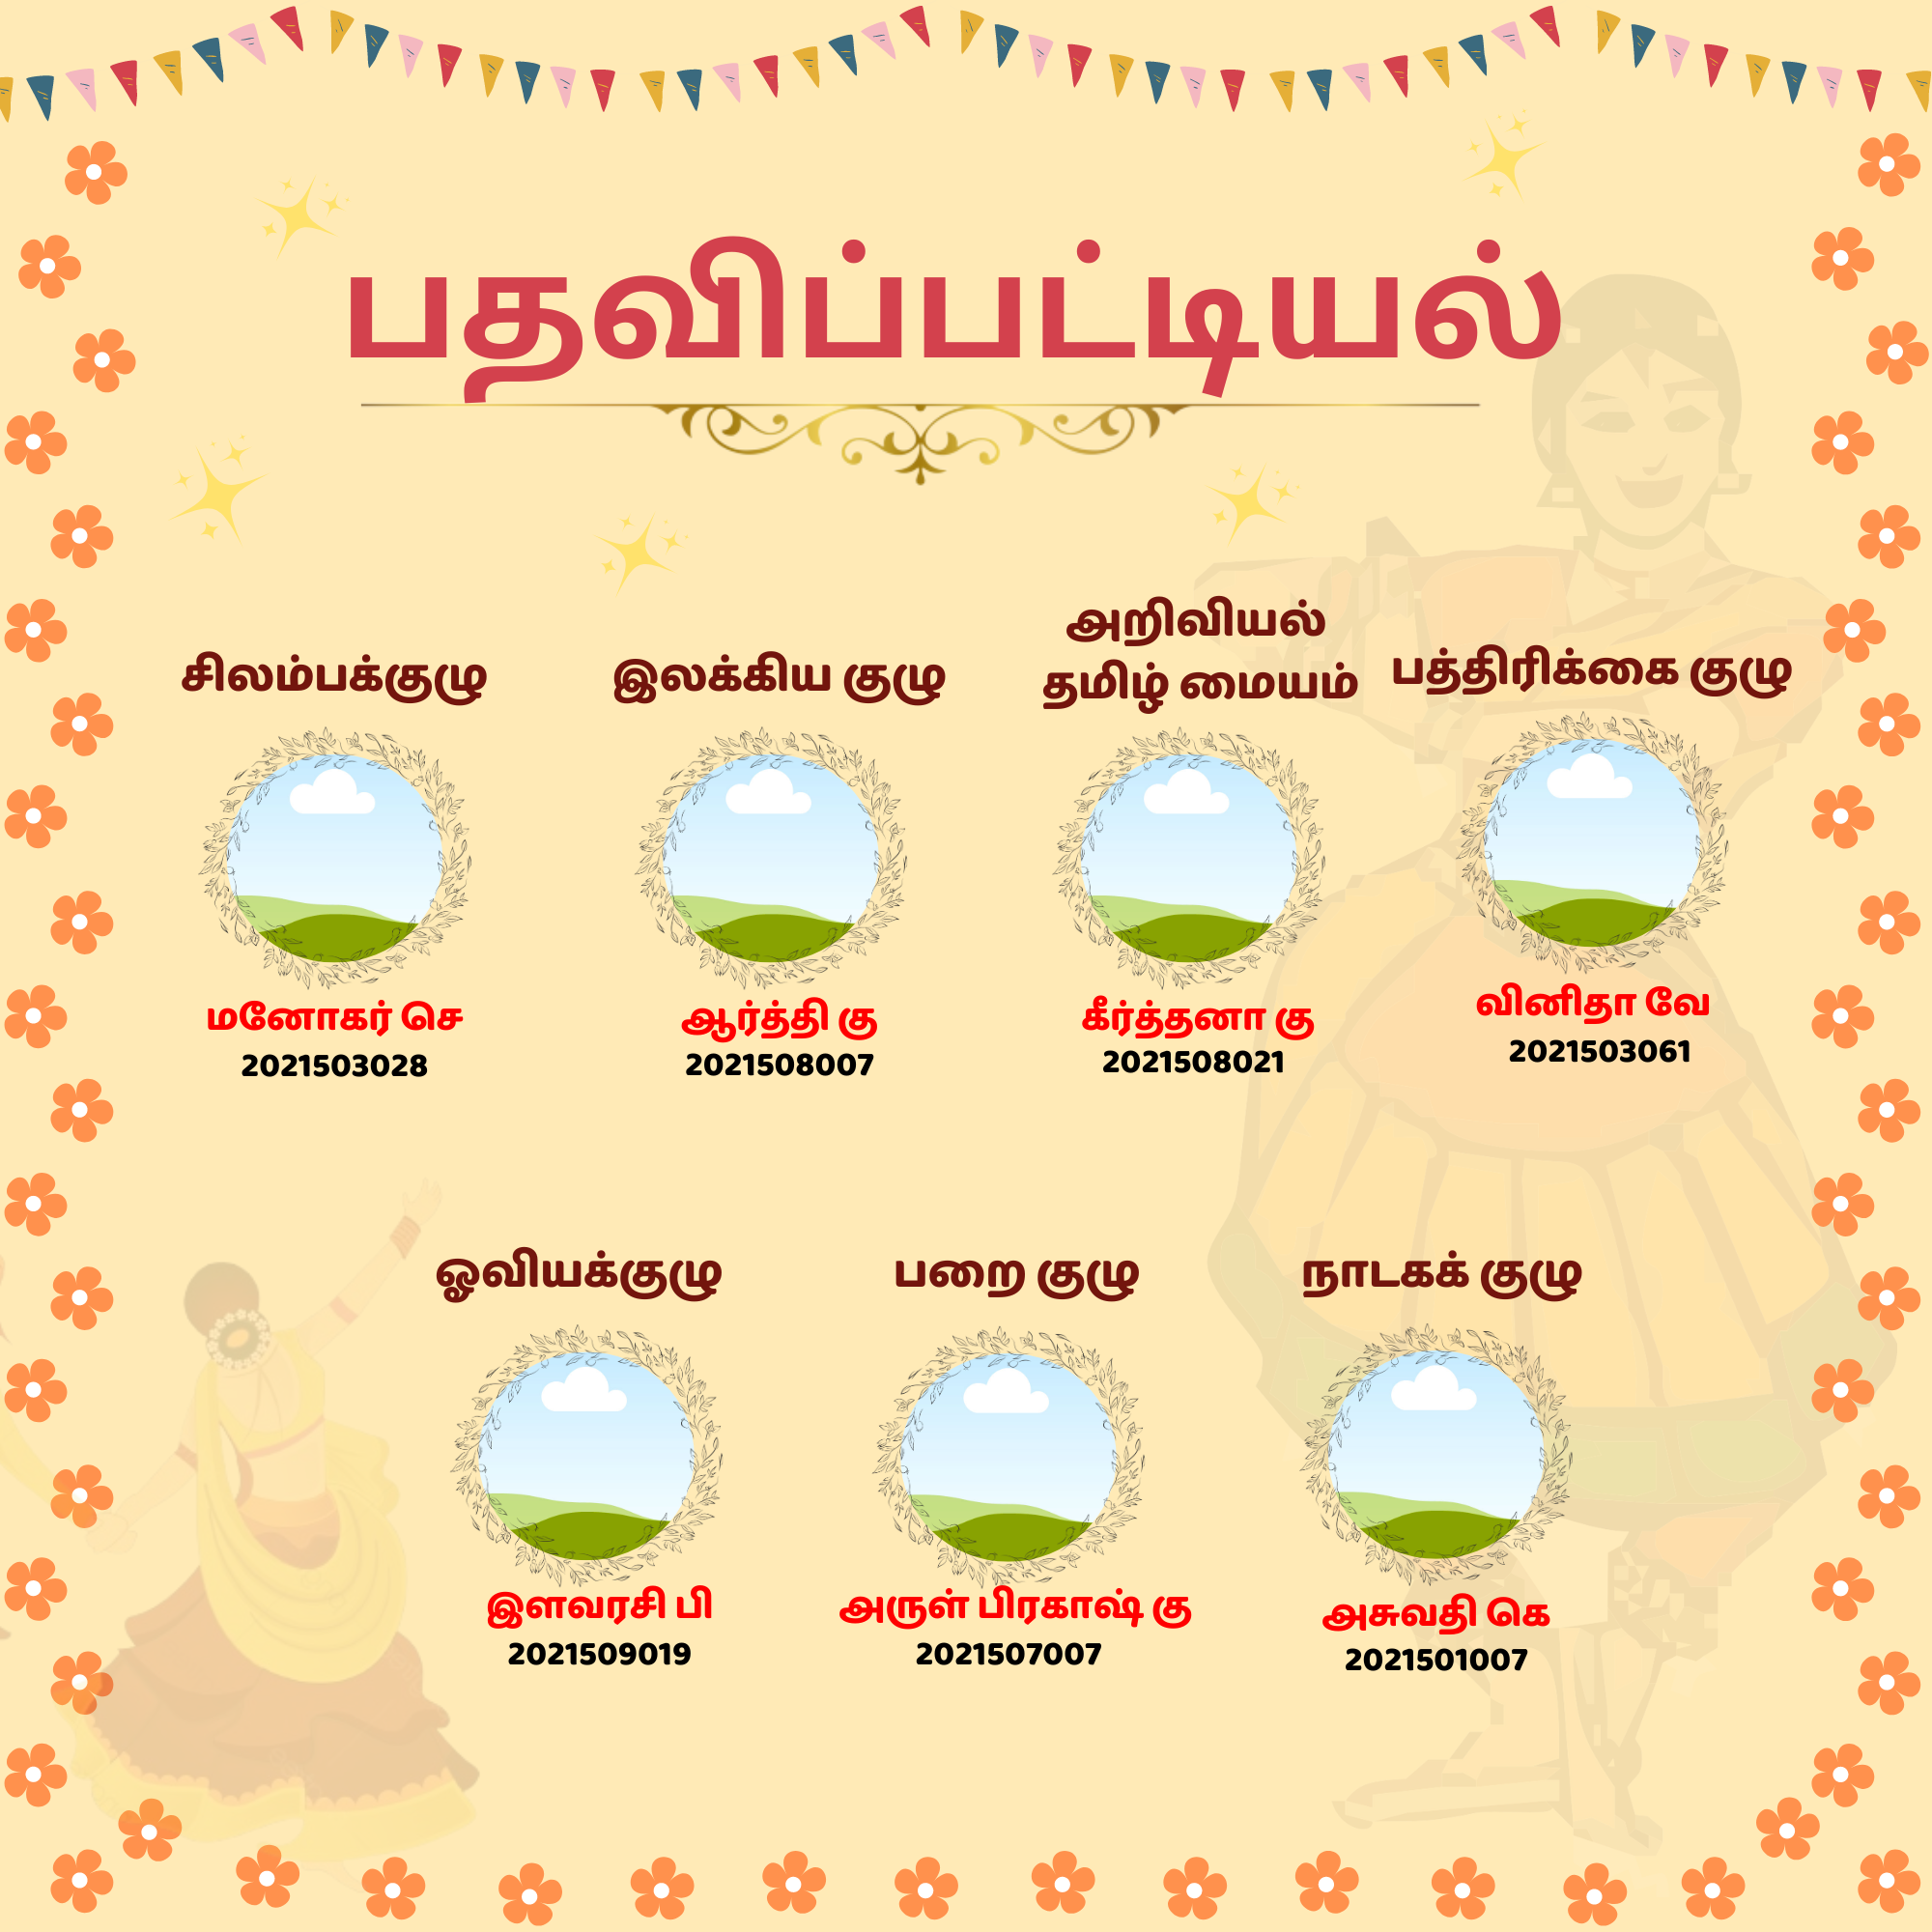 பதவிப்பட்டியல்
சிலம்பக்குழு
மனோகர் செ
2021503028
இலக்கிய குழு
ஆர்த்தி கு
2021508007
அறிவியல்
தமிழ் மையம்
கீர்த்தனா கு
2021508021
பத்திரிக்கை குழு
வினிதா வே
2021503061
ஓவியக்குழு
இளவரசி பி
2021509019
பறை குழு
அருள் பிரகாஷ் கு
2021507007
நாடகக் குழு
அசுவதி கெ
2021501007